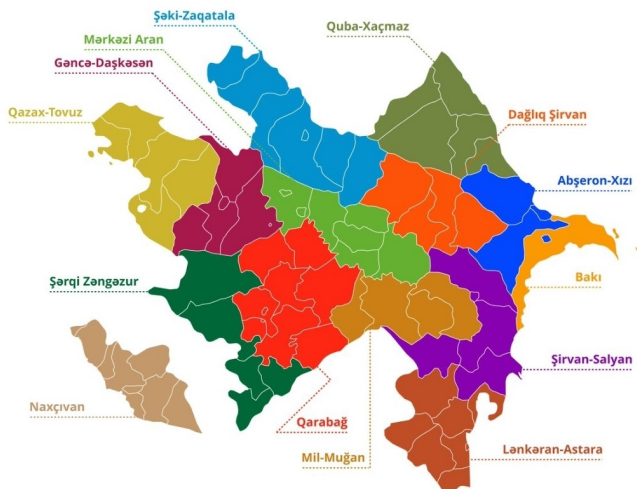 Şəki-Zaqatala
Quba-Xaçmaz
Mərkəzi Aran
Gəncə-Daşkəsən
Qazax-Tovuz
Dağlıq Şirvan
Abşeron-Xızı
Şərqi Zəngəzur
Bakı
Şirvan-Salyan
Naxçıvan
Qarabağ
Mil-Muğan
Lənkəran-Astara